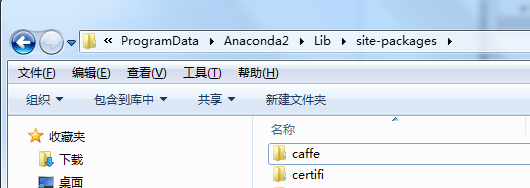 « ProgramData Anaconda2 Lib site-packages
文件(F) 编辑(E) 查看(V) 工具(T) 帮助(H)
组织 包含到库中 共享 新建文件夹
名称
收藏夹
下载
桌面
caffe
certifi